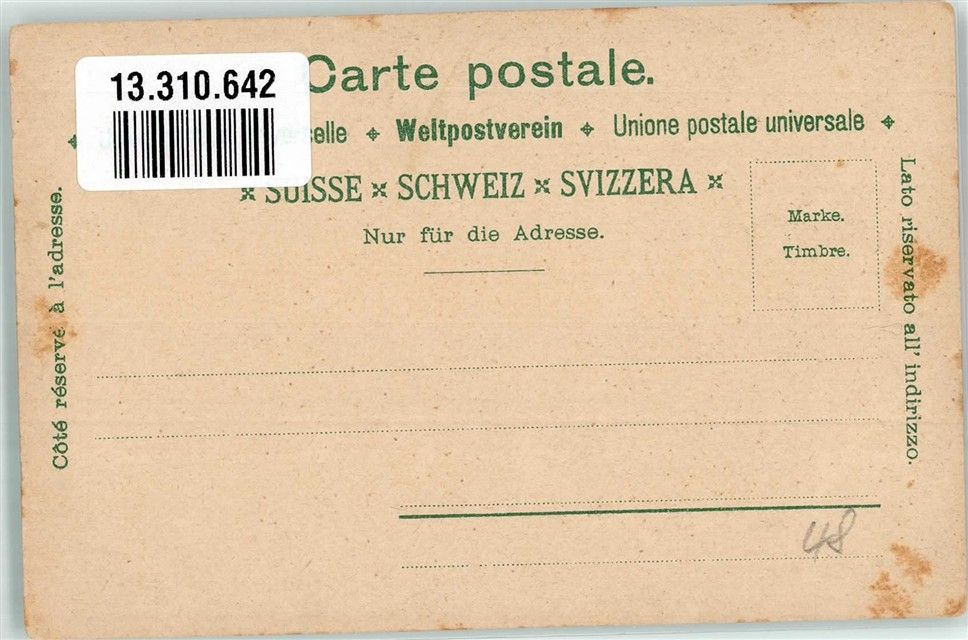 13.310.642
Carte postale.
Weltpostverein Unione postale universale
SUISSE × SCHWEIZ × SVIZZERA ×
Nur für die Adresse.
Marke.
Timbre.
Côté réservé à l'adresse.
Lato riservato all' indirizzo.
48